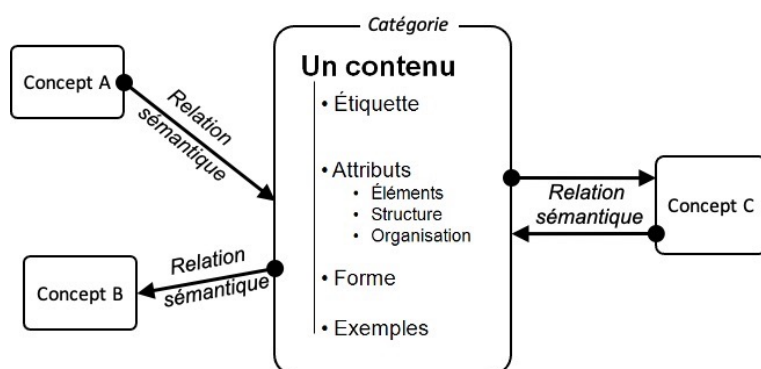 Catégorie
Un contenu
• Étiquette
• Attributs
• Éléments
• Structure
• Organisation
• Forme
• Exemples
Concept A
Relation
sémantique
Concept B
Relation
sémantique
Relation
sémantique
Concept C